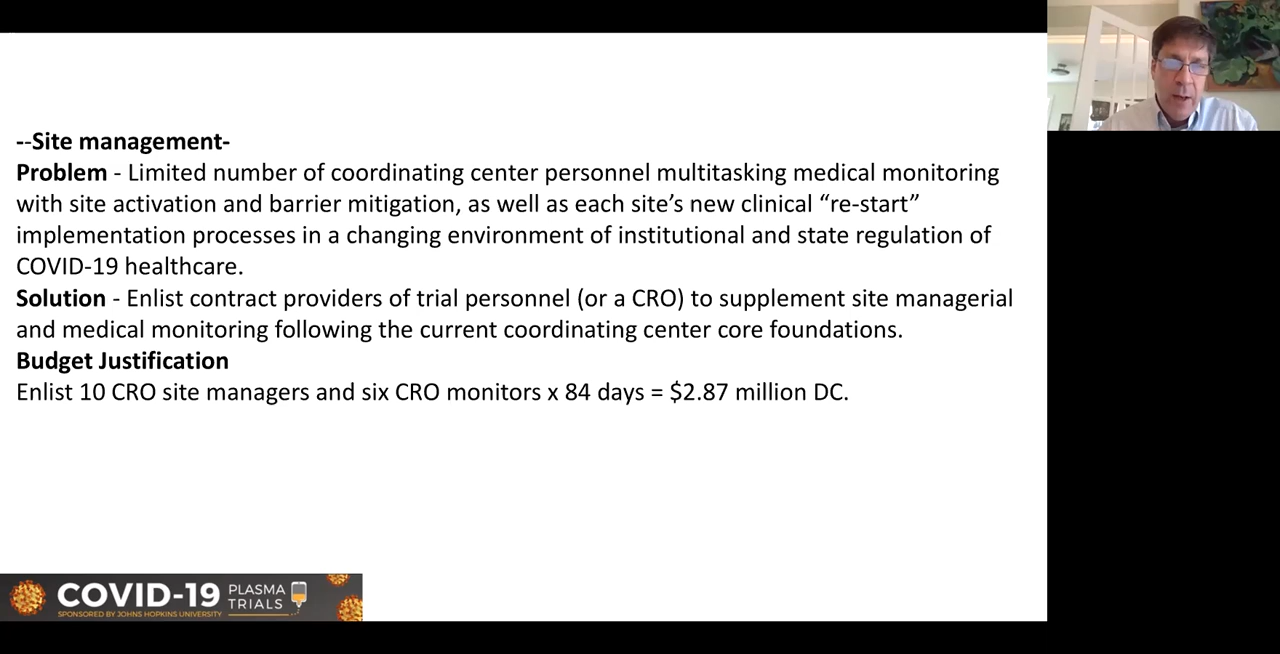 --Site management-
Problem - Limited number of coordinating center personnel multitasking medical monitoring
with site activation and barrier mitigation, as well as each site’s new clinical “re-start”
implementation processes in a changing environment of institutional and state regulation of
COVID-19 healthcare.
Solution - Enlist contract providers of trial personnel (or a CRO) to supplement site managerial
and medical monitoring following the current coordinating center core foundations.
Budget Justification
Enlist 10 CRO site managers and six CRO monitors x 84 days = $2.87 million DC.
COVID-19 PLASMA
TRIALS
SPONSORED BY JOHNS HOPKINS UNIVERSITY